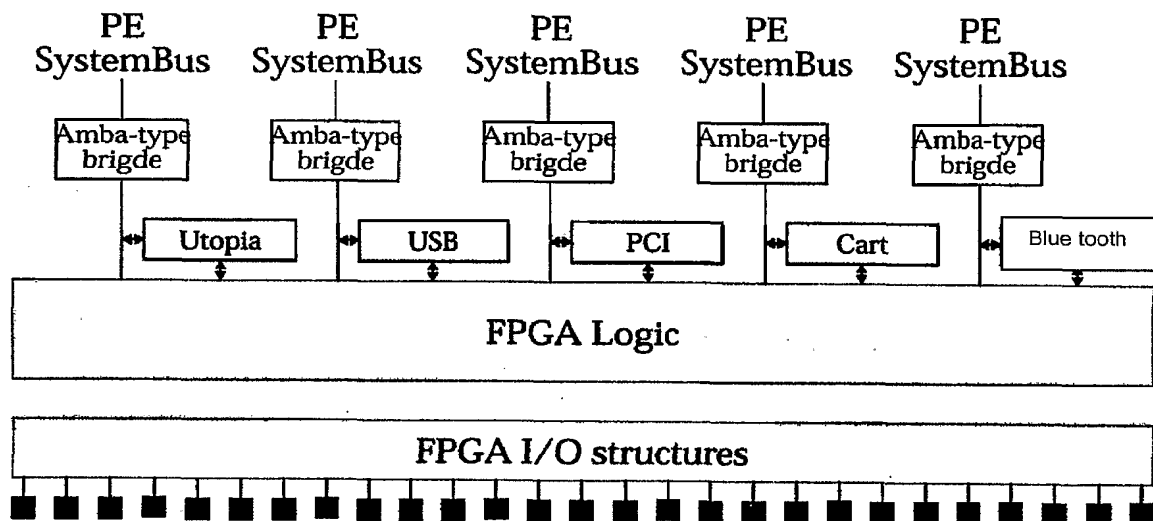 PE
SystemBus
PE
SystemBus
PE
SystemBus
PE
SystemBus
PE
SystemBus
Amba-type
brigde
Amba-type
brigde
Amba-type
brigde
Amba-type
brigde
Amba-type
brigde
Utopia
USB
PCI
Cart
Blue tooth
FPGA Logic
FPGA I/O structures